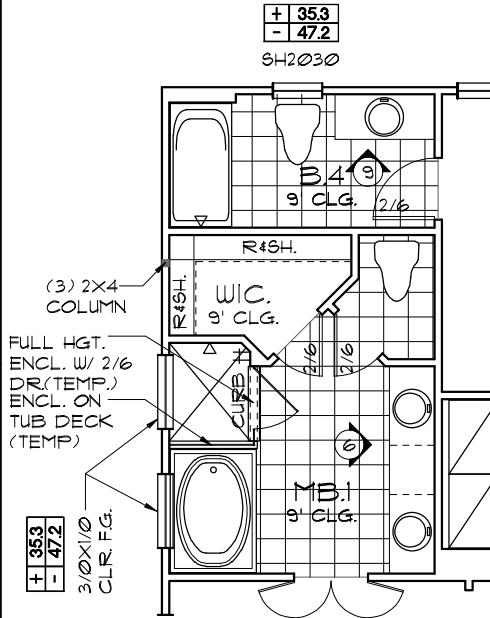 + 35.3
- 47.2
SH2030
B.4
9' CLG.
9
2/6
R&SH.
R&SH.
W.I.C.
9' CLG.
(3) 2X4
COLUMN
FULL HGT.
ENCL. W/ 2/6
DR.(TEMP.)
ENCL. ON
TUB DECK
(TEMP)
2/6
2/6
CURB
6
MB.1
9' CLG.
+ 35.3
- 47.2
3/0X1/0
CLR. F.G.